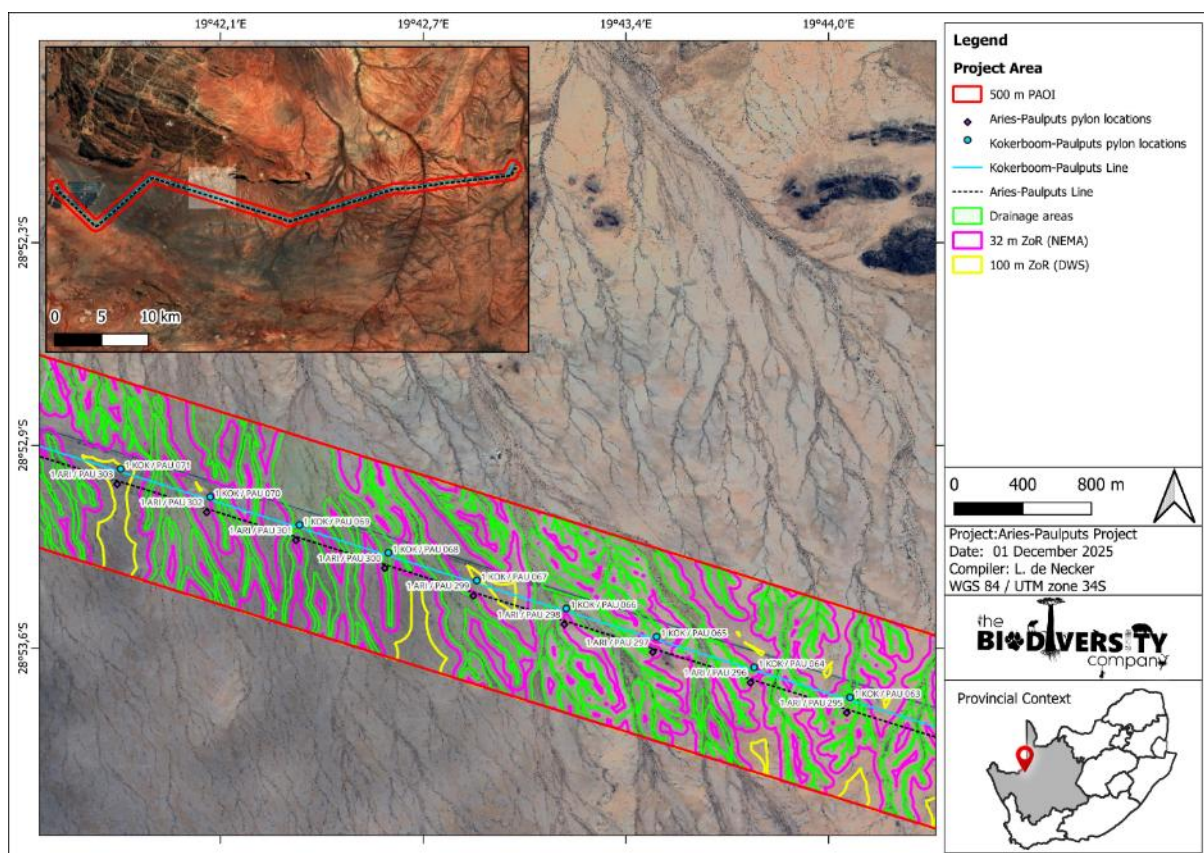 19°42,1'E
19°42,7'E
19°43,4'E
19°44,0'E
28°52,3'S
28°52,9'S
28°53,6'S
0 5 10 km
1 KOK / PAU 071
1 ARI / PAU 303
1 KOK / PAU 070
1 ARI / PAU 302
1 KOK / PAU 069
1 ARI / PAU 301
1 KOK / PAU 068
1 ARI / PAU 300
1 KOK / PAU 067
1 ARI / PAU 299
1 KOK / PAU 066
1 ARI / PAU 298
1 KOK / PAU 065
1 ARI / PAU 297
1 KOK / PAU 064
1 ARI / PAU 296
1 KOK / PAU 063
1 ARI / PAU 295
Legend
Project Area
500 m PAOI
Aries-Paulputs pylon locations
Kokerboom-Paulputs pylon locations
Kokerboom-Paulputs Line
Aries-Paulputs Line
Drainage areas
32 m ZoR (NEMA)
100 m ZoR (DWS)
0 400 800 m
Project:Aries-Paulputs Project
Date: 01 December 2025
Compiler: L. de Necker
WGS 84 / UTM zone 34S
the
BIODIVERSITY
company
Provincial Context